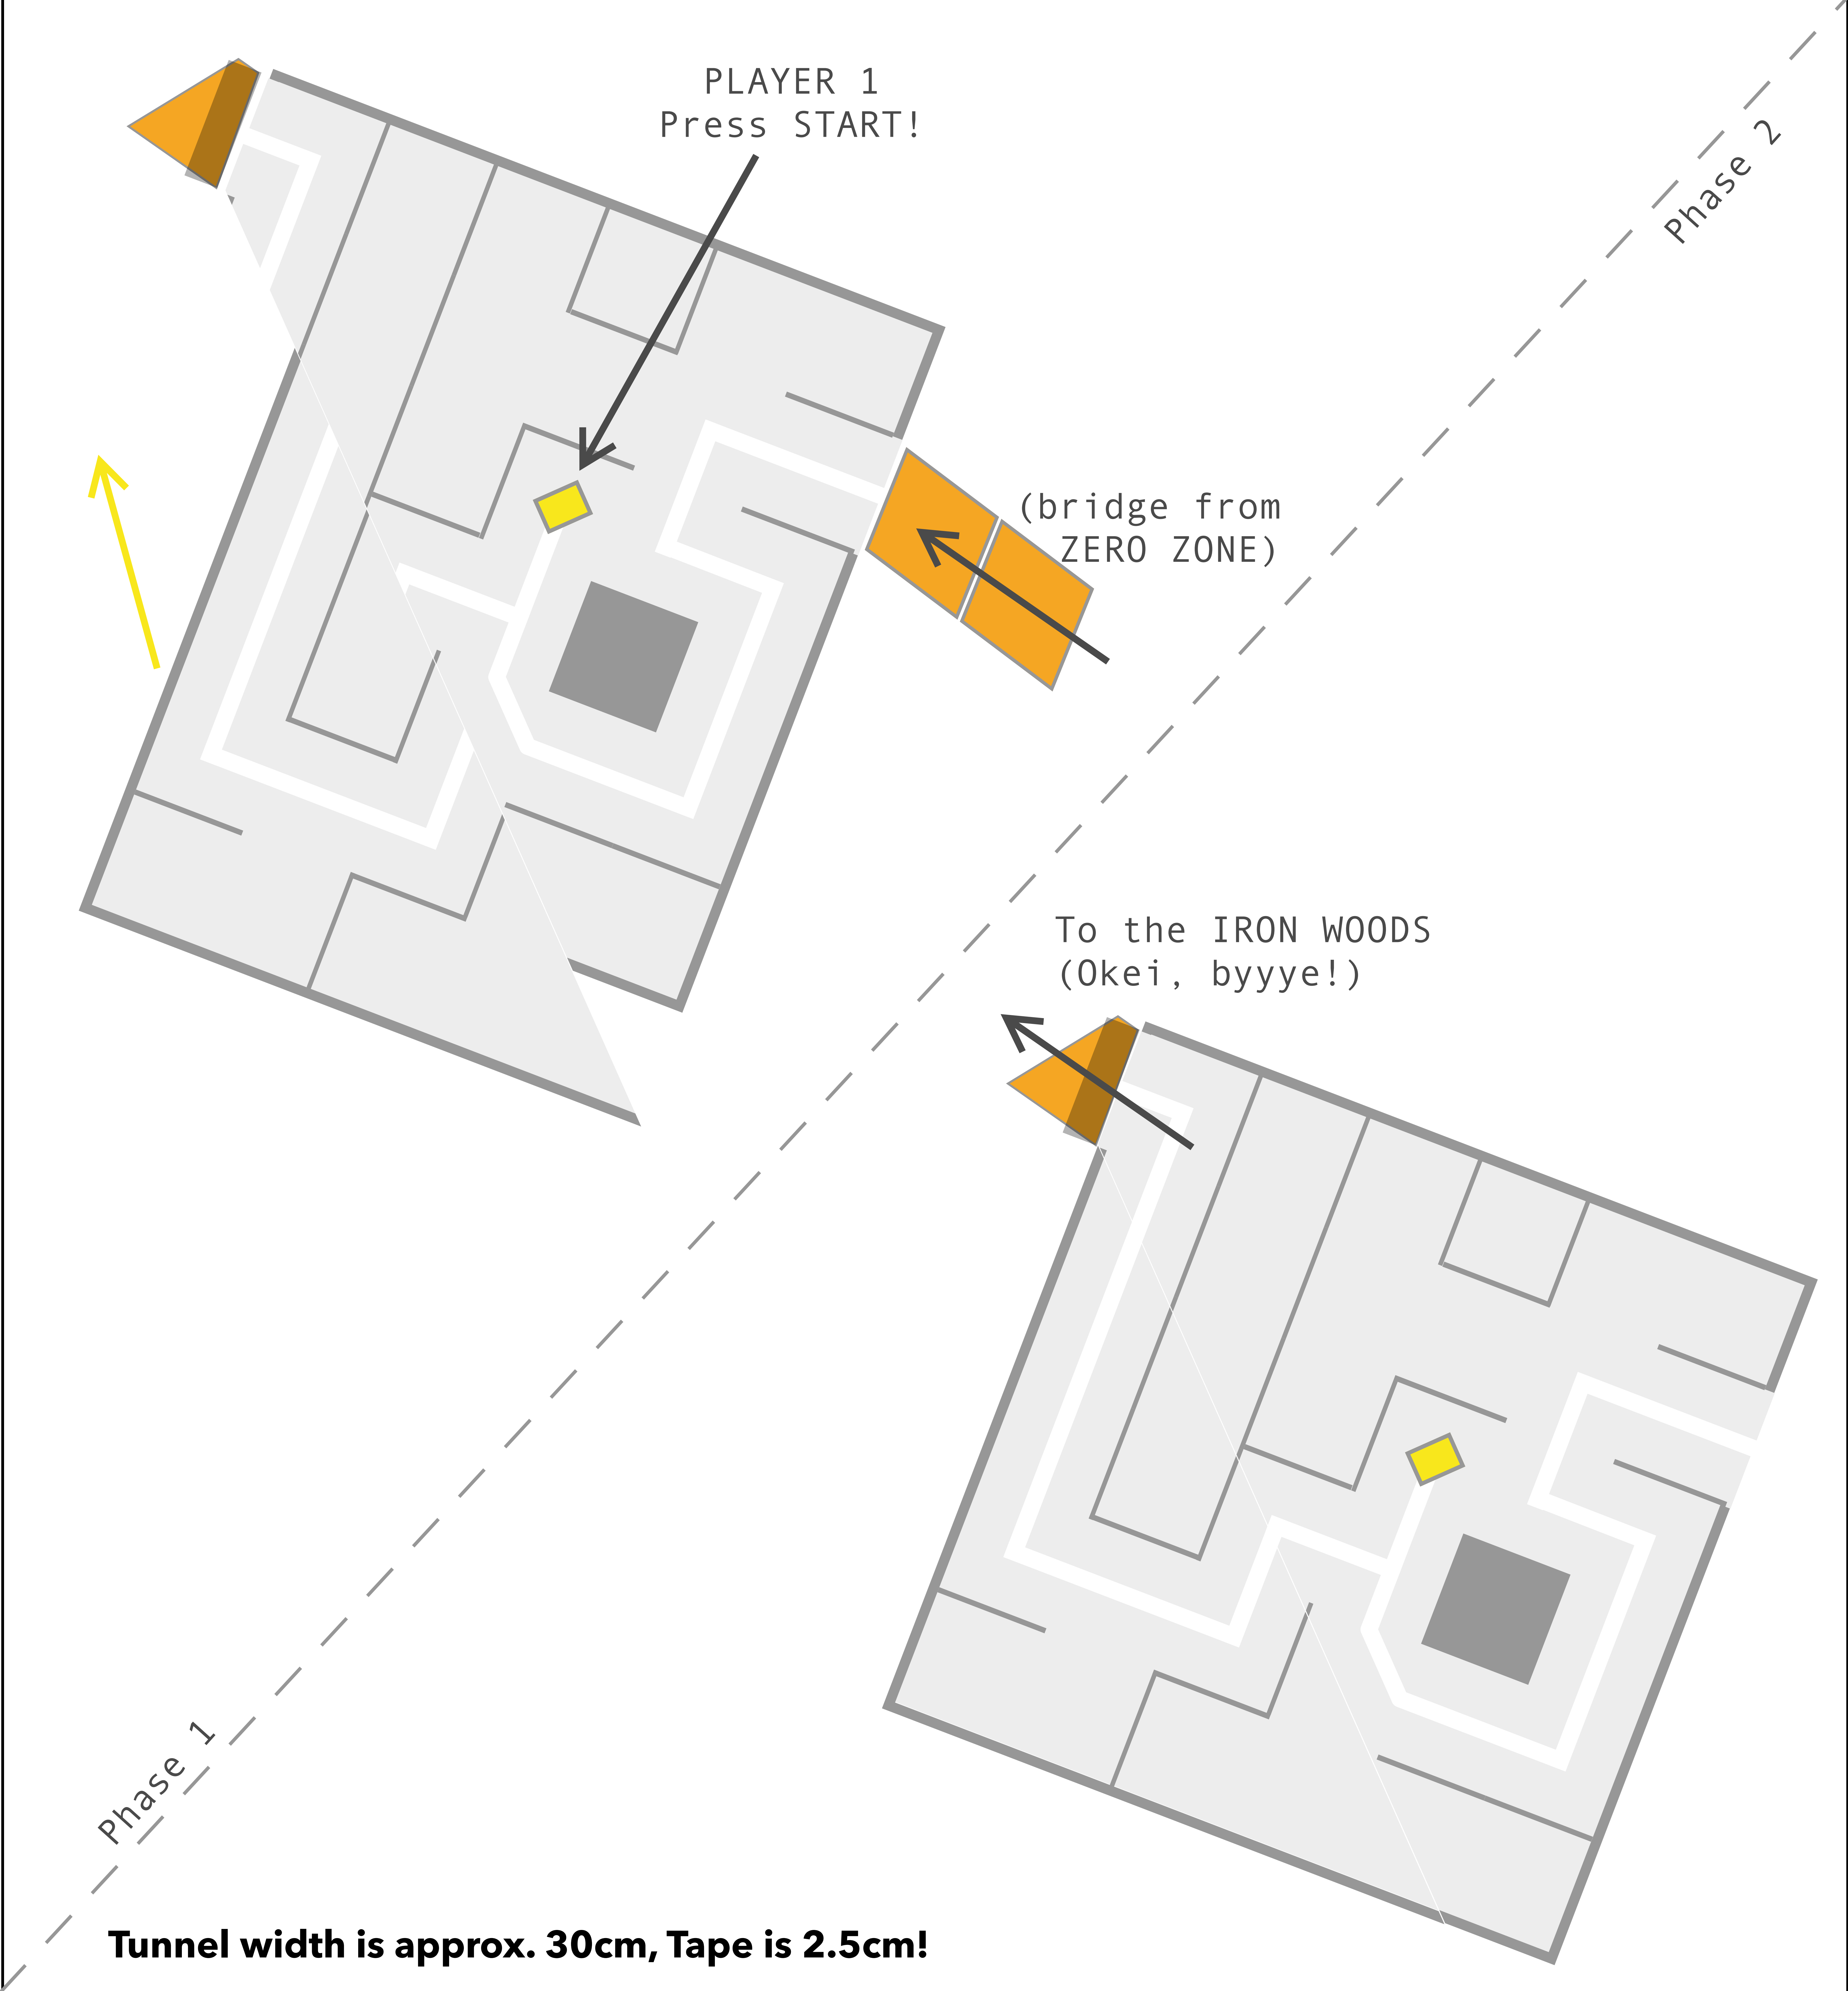 PLAYER 1
Press START!
Phase 2
(bridge from
ZERO ZONE)
To the IRON WOODS
(Okei, byyye!)
Phase 1
Tunnel width is approx. 30cm, Tape is 2.5cm!